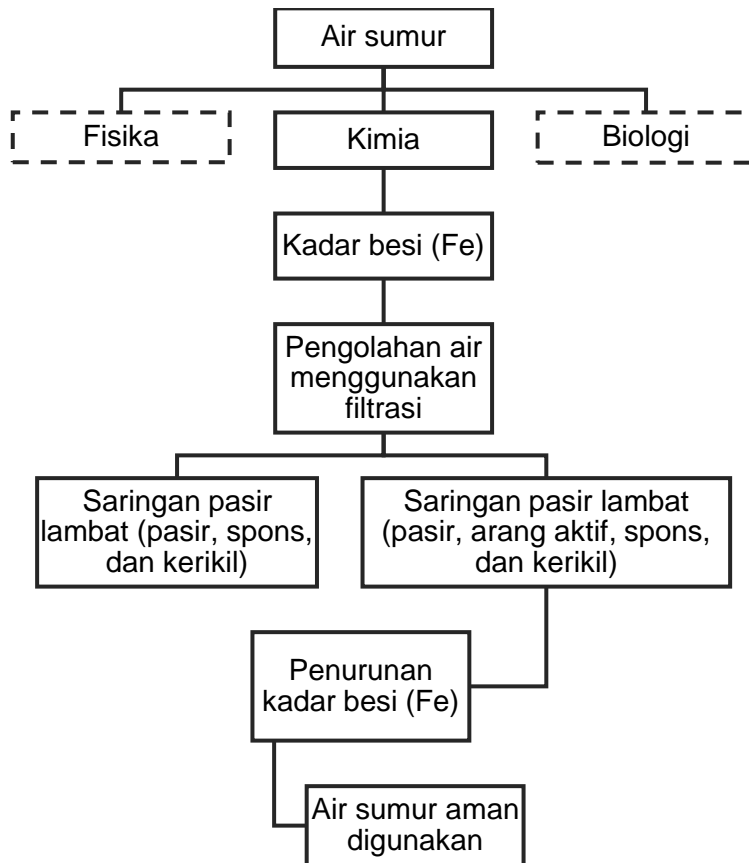 Air sumur
Fisika
Kimia
Biologi
Kadar besi (Fe)
Pengolahan air
menggunakan
filtrasi
Saringan pasir
lambat (pasir, spons,
dan kerikil)
Saringan pasir lambat
(pasir, arang aktif, spons,
dan kerikil)
Penurunan
kadar besi (Fe)
Air sumur aman
digunakan